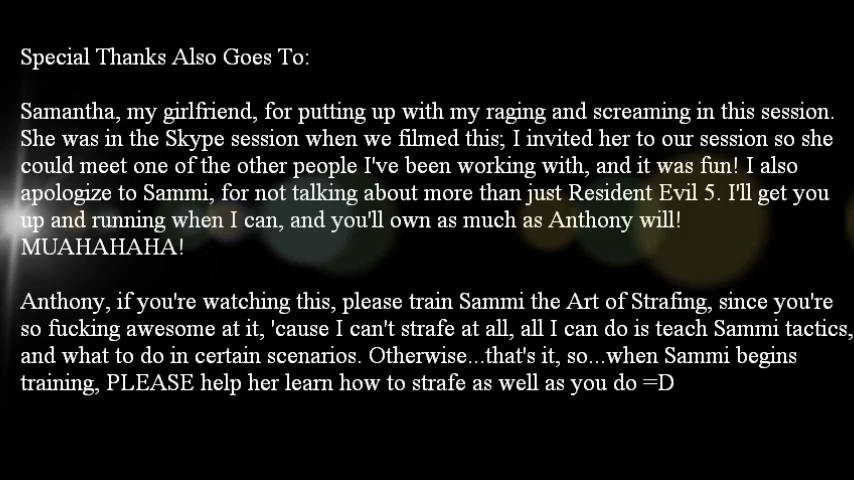 Special Thanks Also Goes To:
Samantha, my girlfriend, for putting up with my raging and screaming in this session.
She was in the Skype session when we filmed this; I invited her to our session so she
could meet one of the other people I've been working with, and it was fun! I also
apologize to Sammi, for not talking about more than just Resident Evil 5. I'll get you
up and running when I can, and you'll own as much as Anthony will!
MUAHAHAHA!
Anthony, if you're watching this, please train Sammi the Art of Strafing, since you're
so fucking awesome at it, 'cause I can't strafe at all, all I can do is teach Sammi tactics,
and what to do in certain scenarios. Otherwise...that's it, so...when Sammi begins
training, PLEASE help her learn how to strafe as well as you do =D